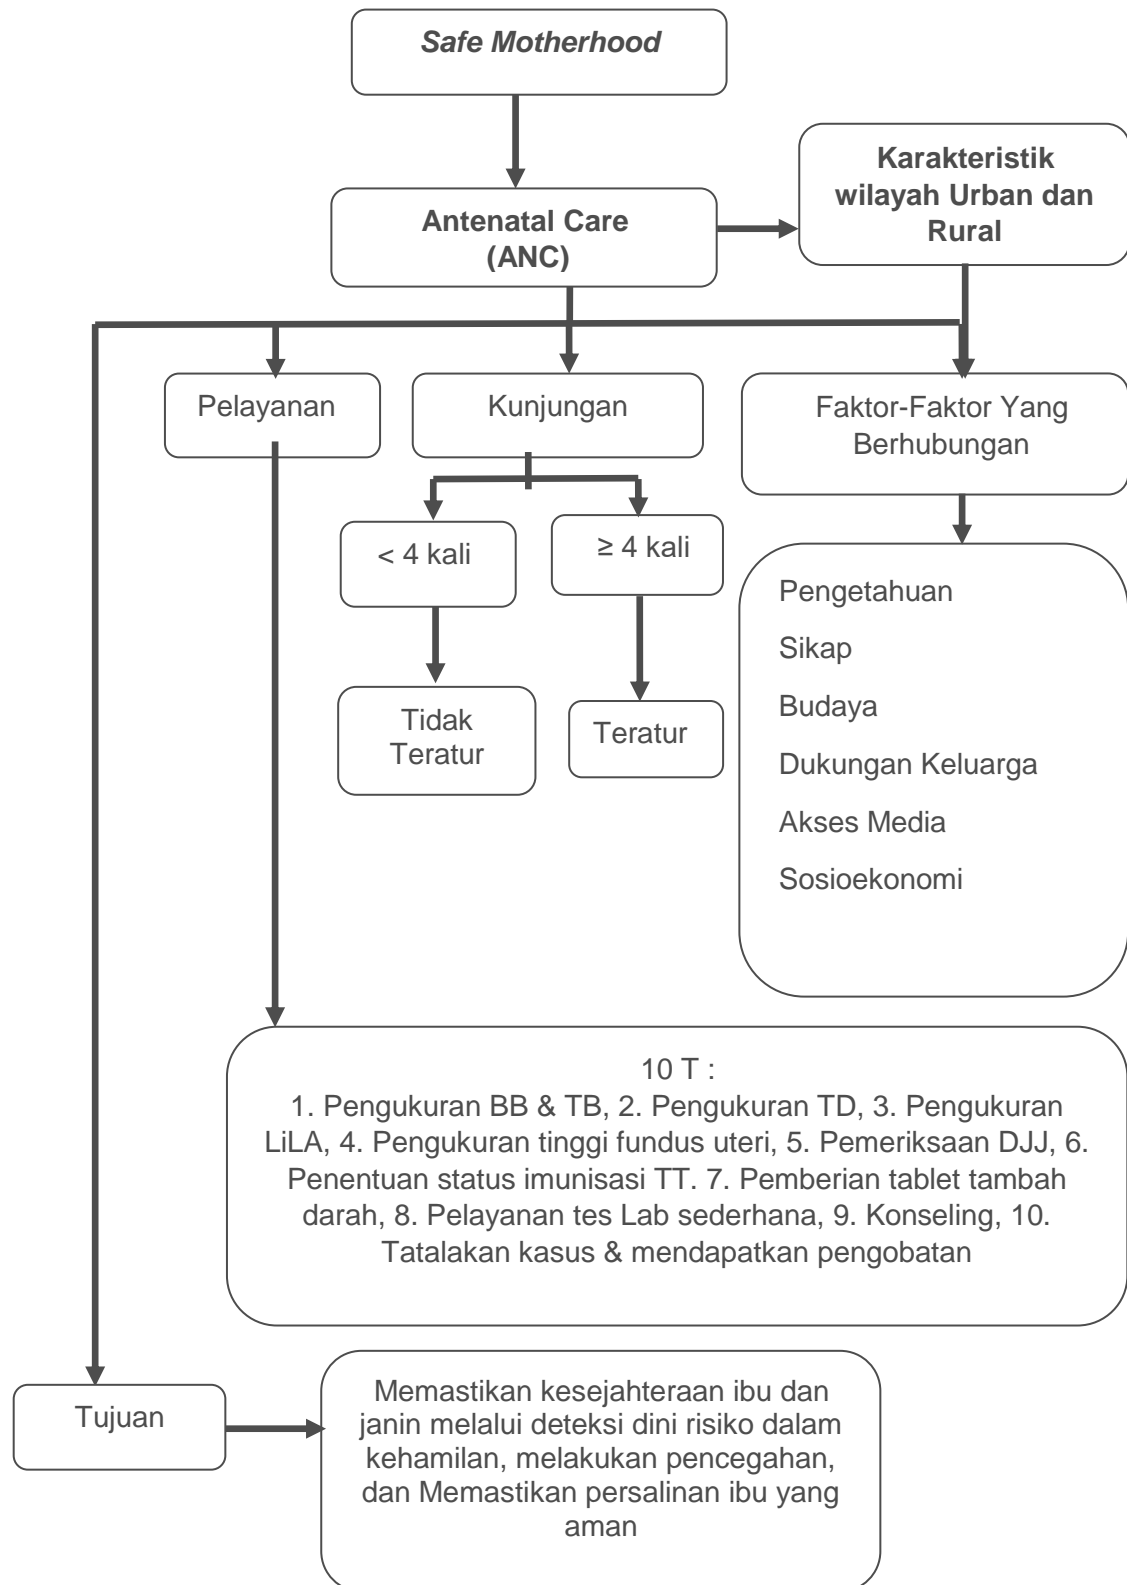 Safe Motherhood
Karakteristik
wilayah Urban dan
Rural
Antenatal Care
(ANC)
Pelayanan
Kunjungan
Faktor-Faktor Yang
Berhubungan
< 4 kali
≥ 4 kali
Pengetahuan
Sikap
Budaya
Dukungan Keluarga
Akses Media
Sosioekonomi
Tidak
Teratur
Teratur
10 T :
1. Pengukuran BB & TB, 2. Pengukuran TD, 3. Pengukuran
LiLA, 4. Pengukuran tinggi fundus uteri, 5. Pemeriksaan DJJ, 6.
Penentuan status imunisasi TT. 7. Pemberian tablet tambah
darah, 8. Pelayanan tes Lab sederhana, 9. Konseling, 10.
Tatalakan kasus & mendapatkan pengobatan
Tujuan
Memastikan kesejahteraan ibu dan
janin melalui deteksi dini risiko dalam
kehamilan, melakukan pencegahan,
dan Memastikan persalinan ibu yang
aman